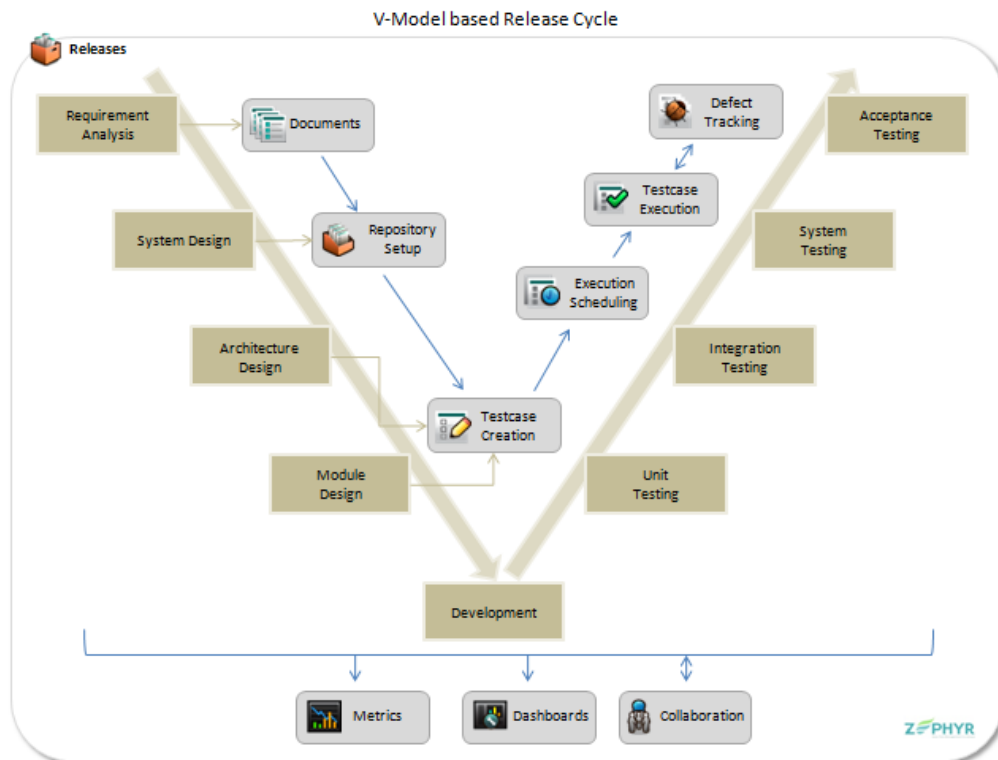 V-Model based Release Cycle
Releases
Requirement
Analysis
Documents
Defect
Tracking
Acceptance
Testing
Testcase
Execution
System Design
Repository
Setup
System
Testing
Execution
Scheduling
Architecture
Design
Integration
Testing
Testcase
Creation
Module
Design
Unit
Testing
Development
Metrics
Dashboards
Collaboration
ZEPHYR